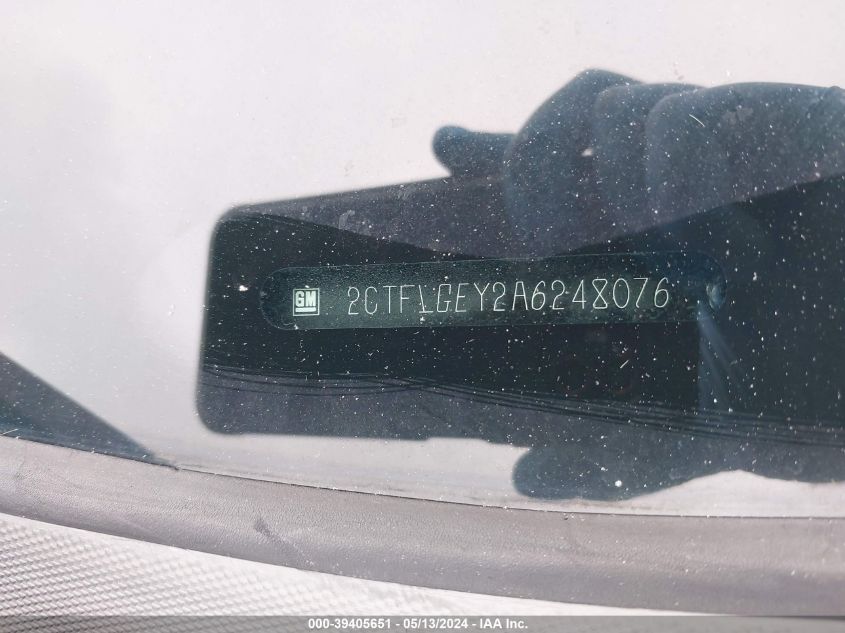 GM 2CTFLGEY2A6248076
000-39405651 - 05/13/2024 - IAA Inc.